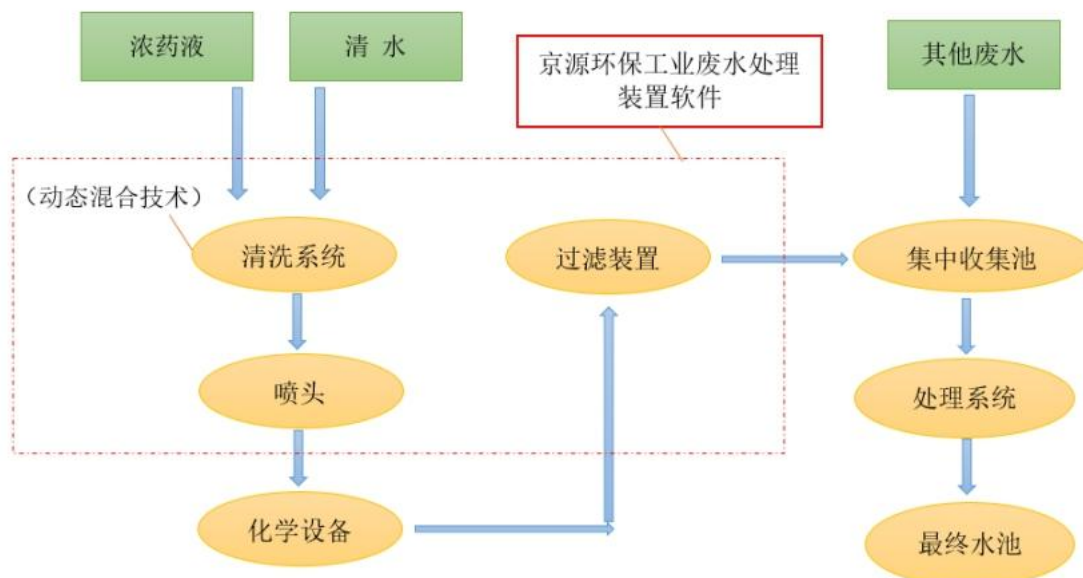 浓药液
清 水
京源环保工业废水处理
装置软件
其他废水
（动态混合技术）
清洗系统
过滤装置
集中收集池
喷头
处理系统
化学设备
最终水池